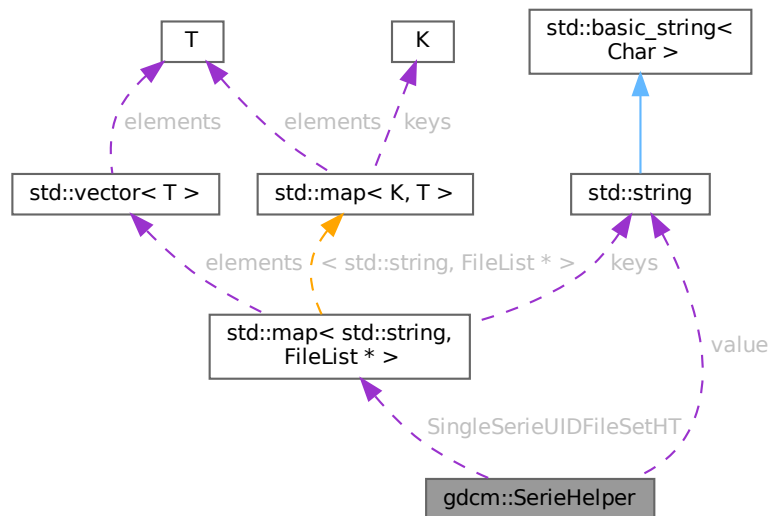 T
K
std::basic_string<
Char >
elements
elements
keys
std::vector< T >
std::map< K, T >
std::string
elements
< std::string, FileList * >
keys
std::map< std::string,
FileList * >
value
SingleSerieUIDFileSetHT
gdcm::SerieHelper